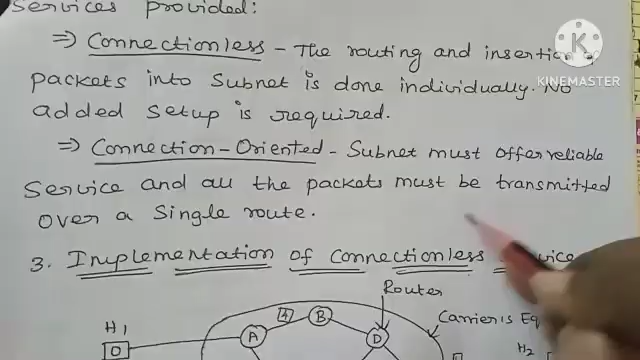 Services provided:
⇒ Connectionless - The routing and insertion of
packets into Subnet is done individually. No
added setup is required.
⇒ Connection-Oriented - Subnet must offer reliable
Service and all the packets must be transmitted
over a single route.
3. Implementation of Connectionless Service
Router
H1
4
B
Carrier's Eq
A
D
H2
K
KINEMASTER